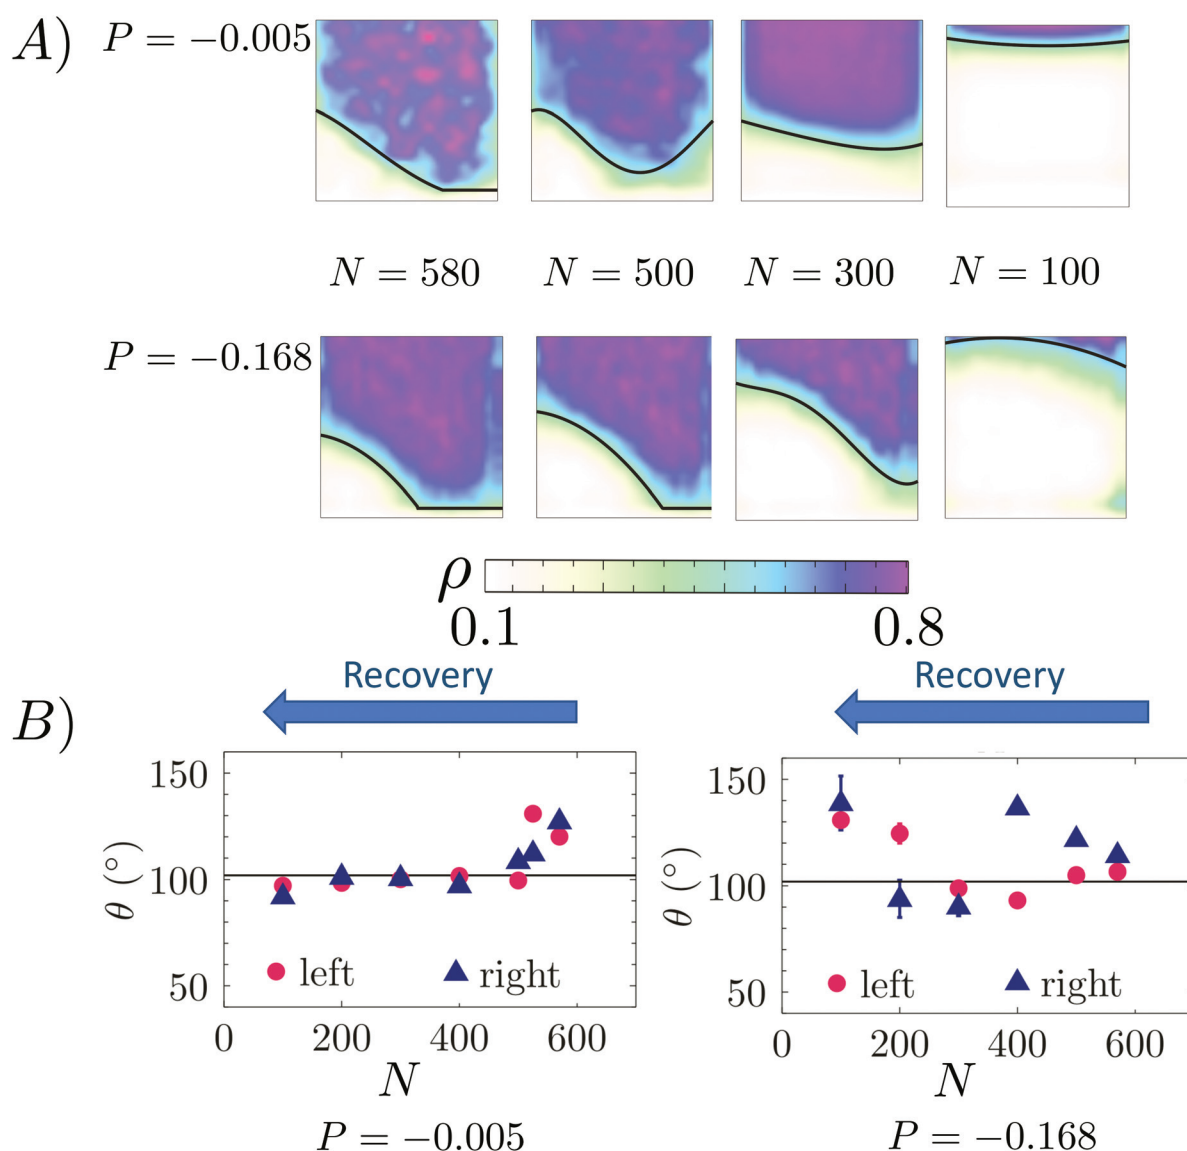 A)
P = −0.005
N = 580
N = 500
N = 300
N = 100
P = −0.168
ρ
0.1
0.8
Recovery
Recovery
B)
150
100
50
θ (°)
left
right
0
200
400
600
N
P = −0.005
150
100
50
θ (°)
left
right
0
200
400
600
N
P = −0.168